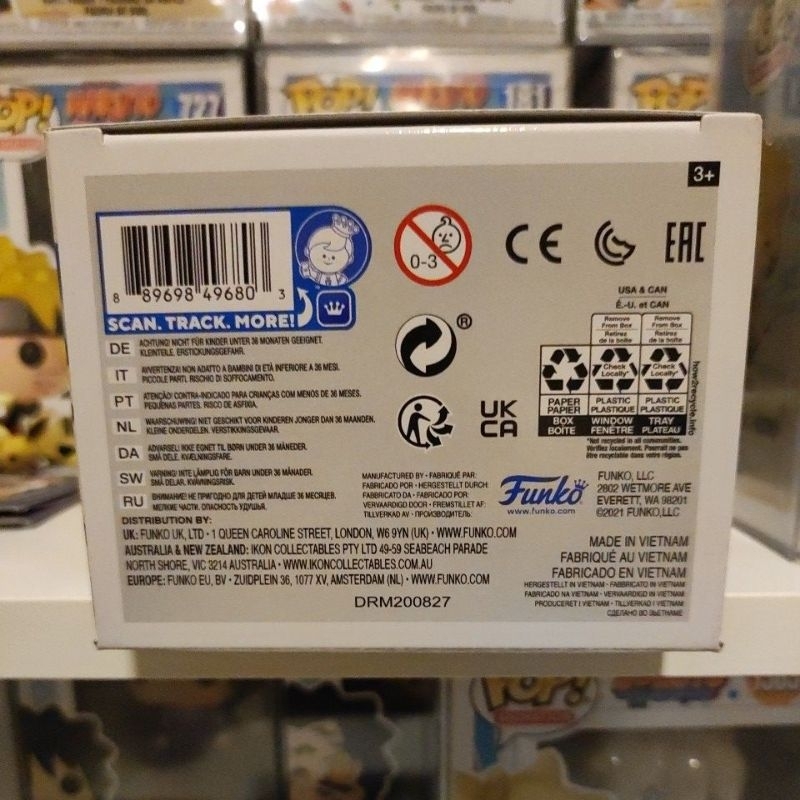 POP! 727
POP! 181
3+
8 89698 49680 3
SCAN. TRACK. MORE!
0-3
CE
EAC
®
UK
CA
USA & CAN
É.-U. et CAN
Remove From Box Retirez de la boîte
Remove From Box Retirez de la boîte
Check Locally*
Check Locally*
PAPER PAPIER
PLASTIC PLASTIQUE
PLASTIC PLASTIQUE
BOX BOÎTE
WINDOW FENÊTRE
TRAY PLATEAU
*Not recycled in all communities.
Vérifiez localement. Pourrait ne pas
être recyclable dans votre région.
how2recycle.info
DE ACHTUNG! NICHT FÜR KINDER UNTER 36 MONATEN GEEIGNET.
KLEINTEILE. ERSTICKUNGSGEFAHR.
IT AVVERTENZA! NON ADATTO A BAMBINI DI ETÀ INFERIORE A 36 MESI.
PICCOLE PARTI. RISCHIO DI SOFFOCAMENTO.
PT ATENÇÃO! CONTRA-INDICADO PARA CRIANÇAS COM MENOS DE 36 MESES.
PEQUENAS PARTES. RISCO DE ASFIXIA.
NL WAARSCHUWING! NIET GESCHIKT VOOR KINDEREN JONGER DAN 36 MAANDEN.
KLEINE ONDERDELEN. VERSTIKKINGSGEVAAR.
DA ADVARSEL! IKKE EGNET TIL BØRN UNDER 36 MÅNEDER.
SMÅ DELE. KVÆLNINGSFARE.
SW VARNING! INTE LÄMPLIG FÖR BARN UNDER 36 MÅNADER.
SMÅ DELAR. KVÄVNINGSRISK.
RU ВНИМАНИЕ! НЕ ПРИГОДНО ДЛЯ ДЕТЕЙ МЛАДШЕ 36 МЕСЯЦЕВ.
МЕЛКИЕ ЧАСТИ. ОПАСНОСТЬ УДУШЬЯ.
MANUFACTURED BY · FABRIQUÉ PAR
FABRICADO POR · HERGESTELLT DURCH
FABBRICATO DA · FABRICADO POR
VERVAARDIGD DOOR · FREMSTILLET AF
TILLVERKAD AV · ПРОИЗВОДИТЕЛЬ:
Funko
www.funko.com
FUNKO, LLC
2802 WETMORE AVE
EVERETT, WA 98201
©2021 FUNKO,LLC
DISTRIBUTION BY:
UK: FUNKO UK, LTD · 1 QUEEN CAROLINE STREET, LONDON, W6 9YN (UK) · WWW.FUNKO.COM
AUSTRALIA & NEW ZEALAND: IKON COLLECTABLES PTY LTD 49-59 SEABEACH PARADE
NORTH SHORE, VIC 3214 AUSTRALIA · WWW.IKONCOLLECTABLES.COM.AU
EUROPE: FUNKO EU, BV · ZUIDPLEIN 36, 1077 XV, AMSTERDAM (NL) · WWW.FUNKO.COM
DRM200827
MADE IN VIETNAM
FABRIQUÉ AU VIETNAM
FABRICADO EN VIETNAM
HERGESTELLT IN VIETNAM · FABBRICATO IN VIETNAM
FABRICADO NA VIETNAM · VERVAARDIGD IN VIETNAM
PRODUCERET I VIETNAM · TILLVERKAD I VIETNAM
СДЕЛАНО ВО ВЬЕТНАМЕ
POP!